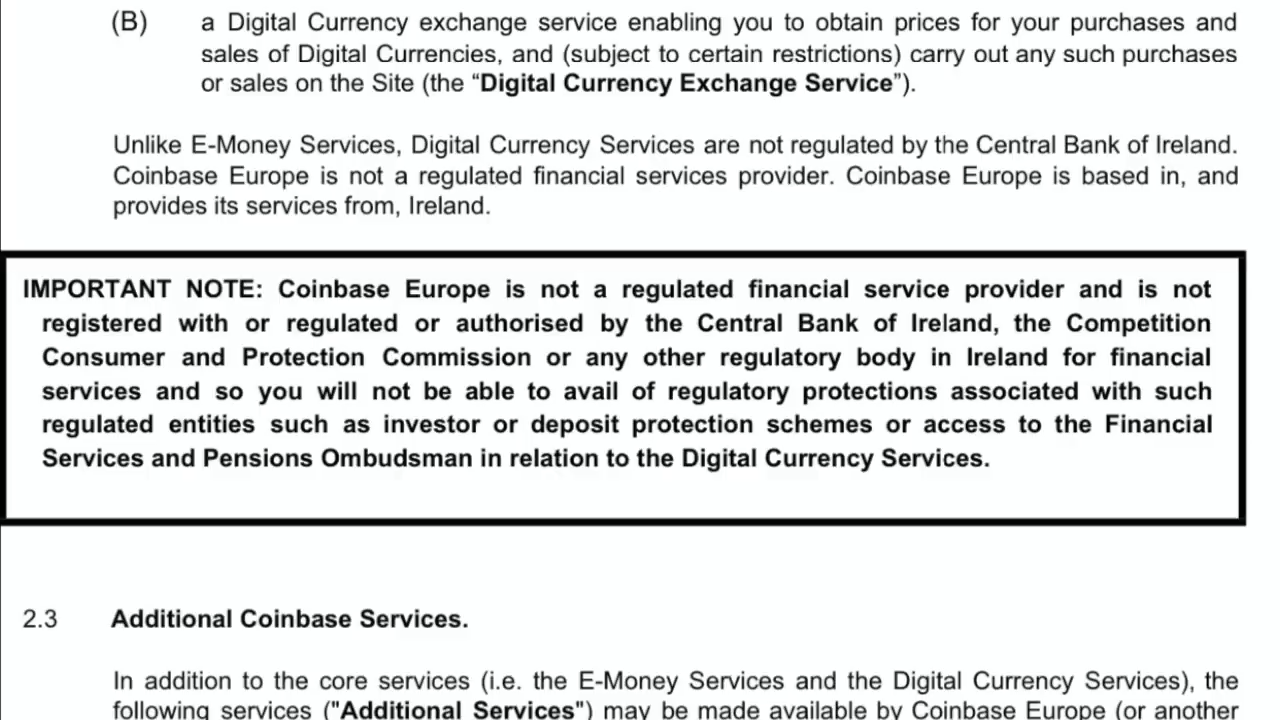 (B) a Digital Currency exchange service enabling you to obtain prices for your purchases and
sales of Digital Currencies, and (subject to certain restrictions) carry out any such purchases
or sales on the Site (the “Digital Currency Exchange Service”).
Unlike E-Money Services, Digital Currency Services are not regulated by the Central Bank of Ireland.
Coinbase Europe is not a regulated financial services provider. Coinbase Europe is based in, and
provides its services from, Ireland.
IMPORTANT NOTE: Coinbase Europe is not a regulated financial service provider and is not
registered with or regulated or authorised by the Central Bank of Ireland, the Competition
Consumer and Protection Commission or any other regulatory body in Ireland for financial
services and so you will not be able to avail of regulatory protections associated with such
regulated entities such as investor or deposit protection schemes or access to the Financial
Services and Pensions Ombudsman in relation to the Digital Currency Services.
2.3 Additional Coinbase Services.
In addition to the core services (i.e. the E-Money Services and the Digital Currency Services), the
following services ("Additional Services") may be made available by Coinbase Europe (or another